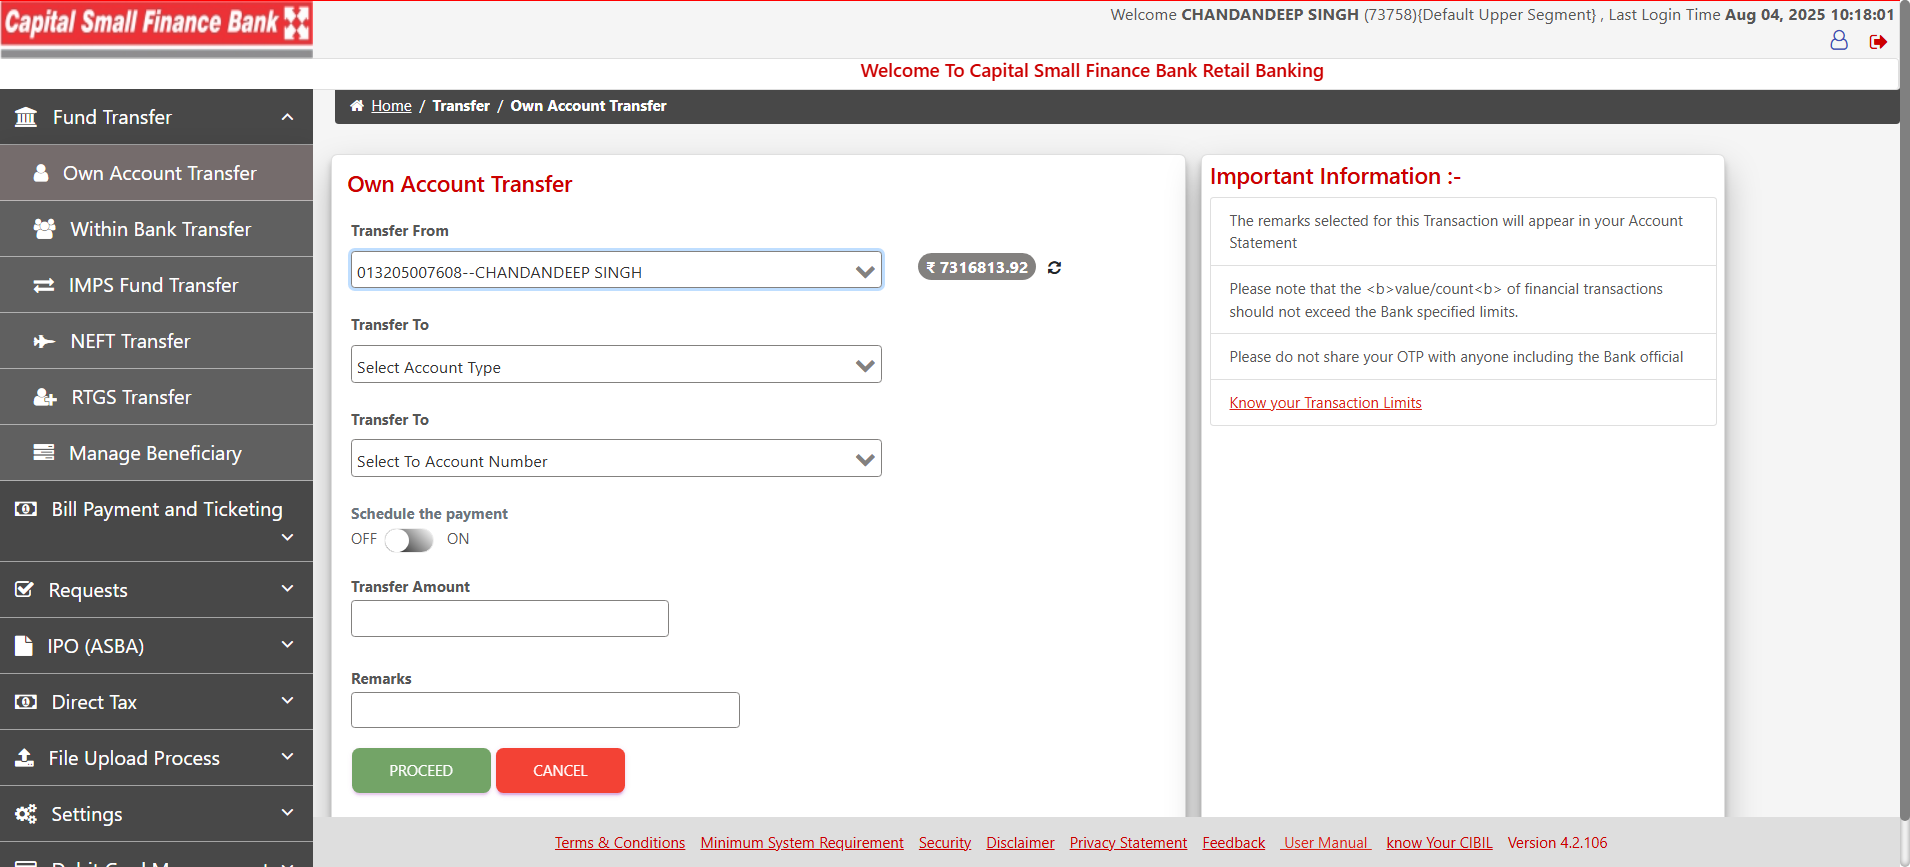 Capital Small Finance Bank
Welcome CHANDANDEEP SINGH (73758){Default Upper Segment} , Last Login Time Aug 04, 2025 10:18:01
Welcome To Capital Small Finance Bank Retail Banking
Fund Transfer
Own Account Transfer
Within Bank Transfer
IMPS Fund Transfer
NEFT Transfer
RTGS Transfer
Manage Beneficiary
Bill Payment and Ticketing
Requests
IPO (ASBA)
Direct Tax
File Upload Process
Settings
Home / Transfer / Own Account Transfer
Own Account Transfer
Transfer From
013205007608--CHANDANDEEP SINGH
₹ 7316813.92
Transfer To
Select Account Type
Transfer To
Select To Account Number
Schedule the payment
OFF ON
Transfer Amount
Remarks
PROCEED CANCEL
Important Information :-
The remarks selected for this Transaction will appear in your Account
Statement
Please note that the <b>value/count<b> of financial transactions
should not exceed the Bank specified limits.
Please do not share your OTP with anyone including the Bank official
Know your Transaction Limits
Terms & Conditions Minimum System Requirement Security Disclaimer Privacy Statement Feedback User Manual know Your CIBIL Version 4.2.106